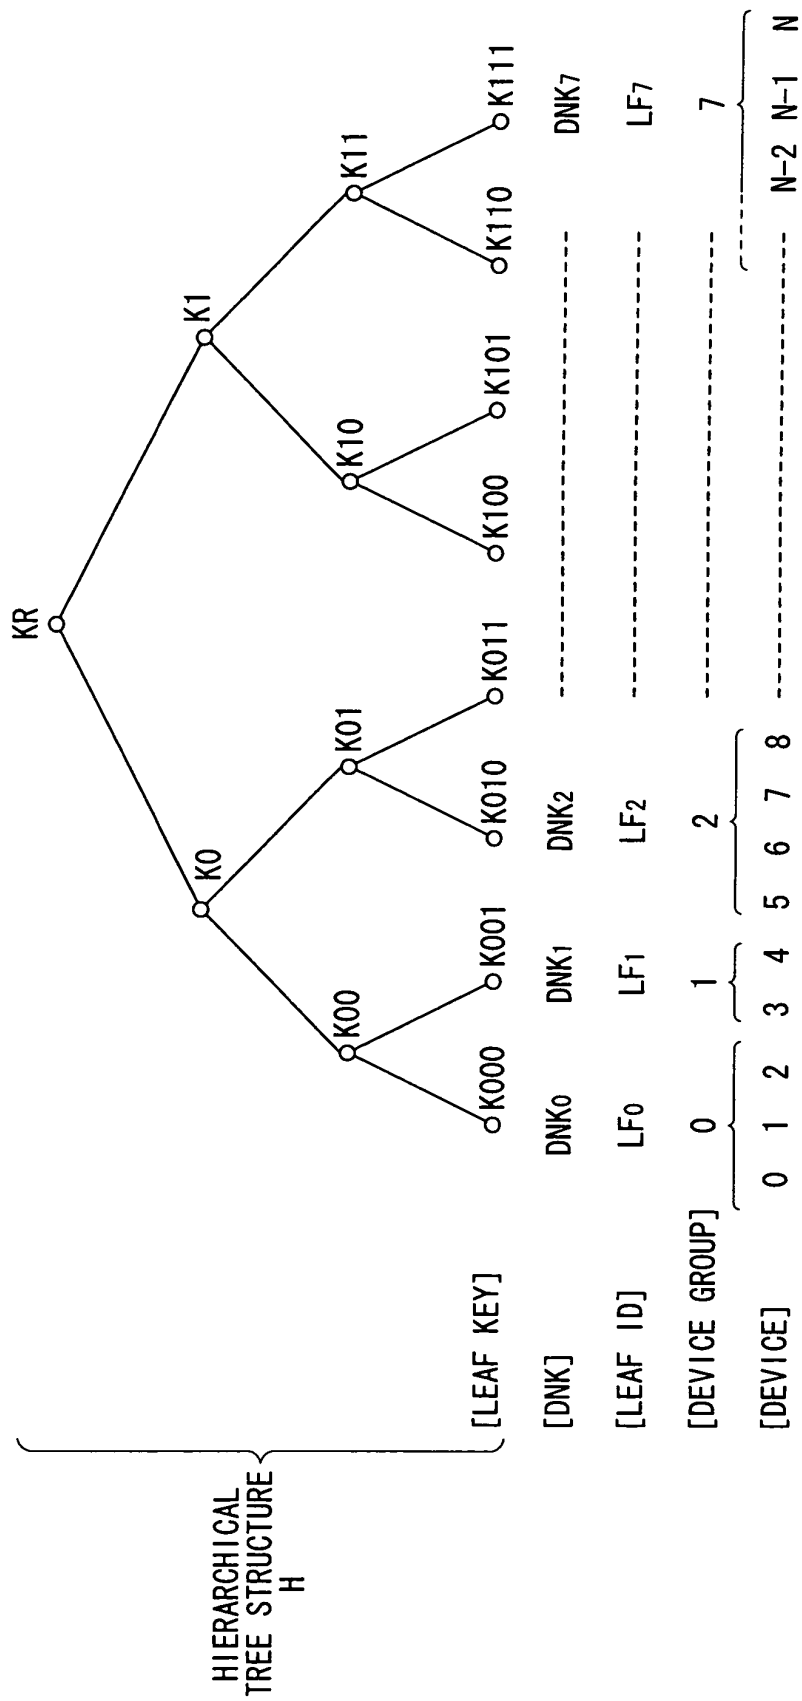 KR
K0 K1
K00 K01 K10 K11
HIERARCHICAL
TREE STRUCTURE
H
[LEAF KEY] K000 K001 K010 K011 K100 K101 K110 K111
[DNK] DNK0 DNK1 DNK2 DNK7
[LEAF ID] LF0 LF1 LF2 LF7
[DEVICE GROUP] 0 1 2 7
[DEVICE] 0 1 2 3 4 5 6 7 8 N-2 N-1 N